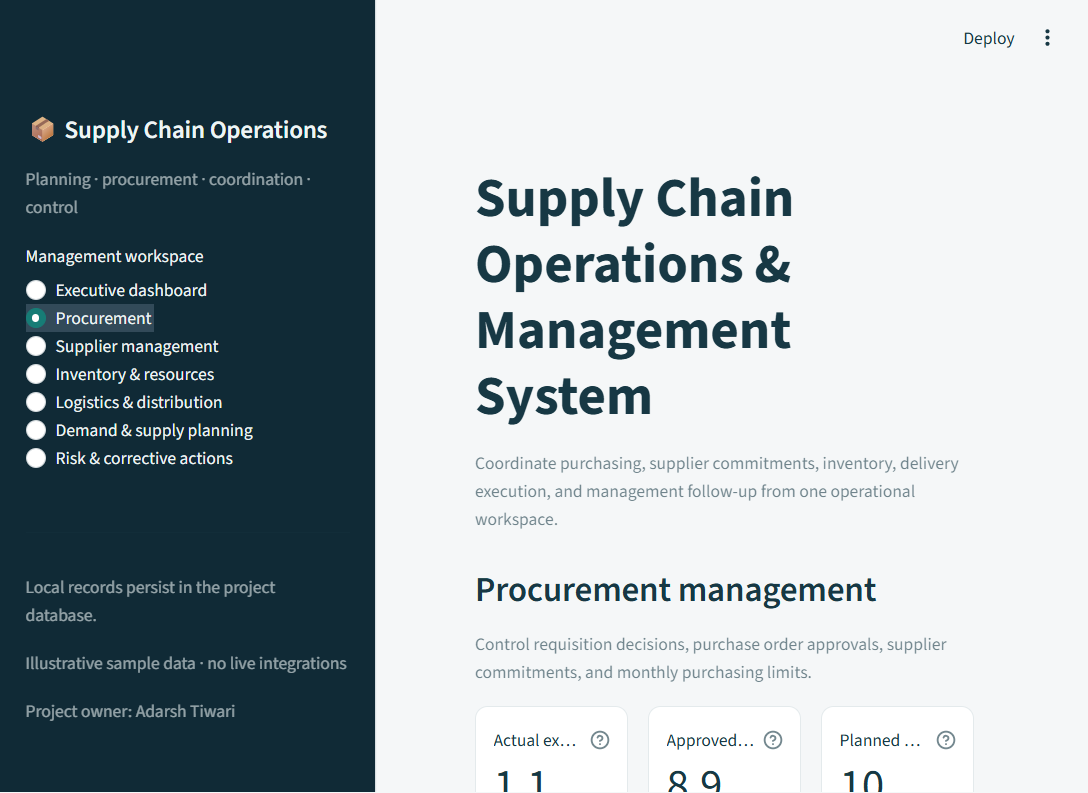 Deploy
📦 Supply Chain Operations
Planning · procurement · coordination ·
control
Management workspace
Executive dashboard
Procurement
Supplier management
Inventory & resources
Logistics & distribution
Demand & supply planning
Risk & corrective actions
Local records persist in the project
database.
Illustrative sample data · no live integrations
Project owner: Adarsh Tiwari
Supply Chain
Operations &
Management
System
Coordinate purchasing, supplier commitments, inventory, delivery
execution, and management follow-up from one operational
workspace.
Procurement management
Control requisition decisions, purchase order approvals, supplier
commitments, and monthly purchasing limits.
Actual ex…
Approved…
Planned …